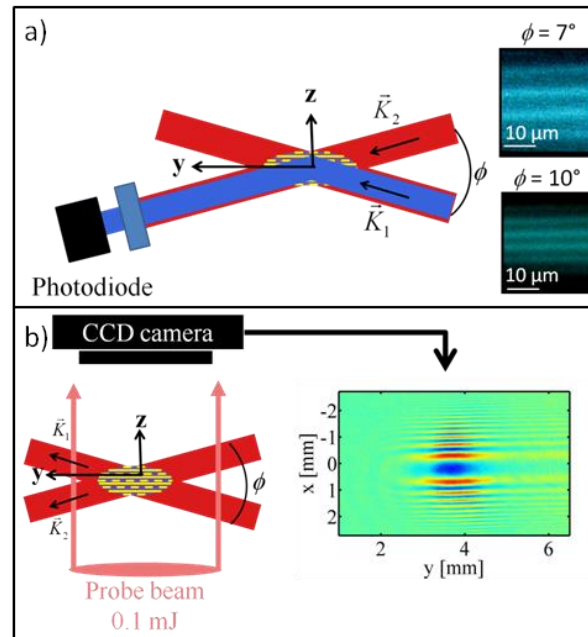 a)
ϕ = 7°
10 µm
z
K⃗₂
y
ϕ
K⃗₁
ϕ = 10°
10 µm
Photodiode
b)
CCD camera
z
K⃗₁
y
ϕ
K⃗₂
Probe beam
0.1 mJ
x [mm]
-2
-1
0
1
2
2 4 6
y [mm]